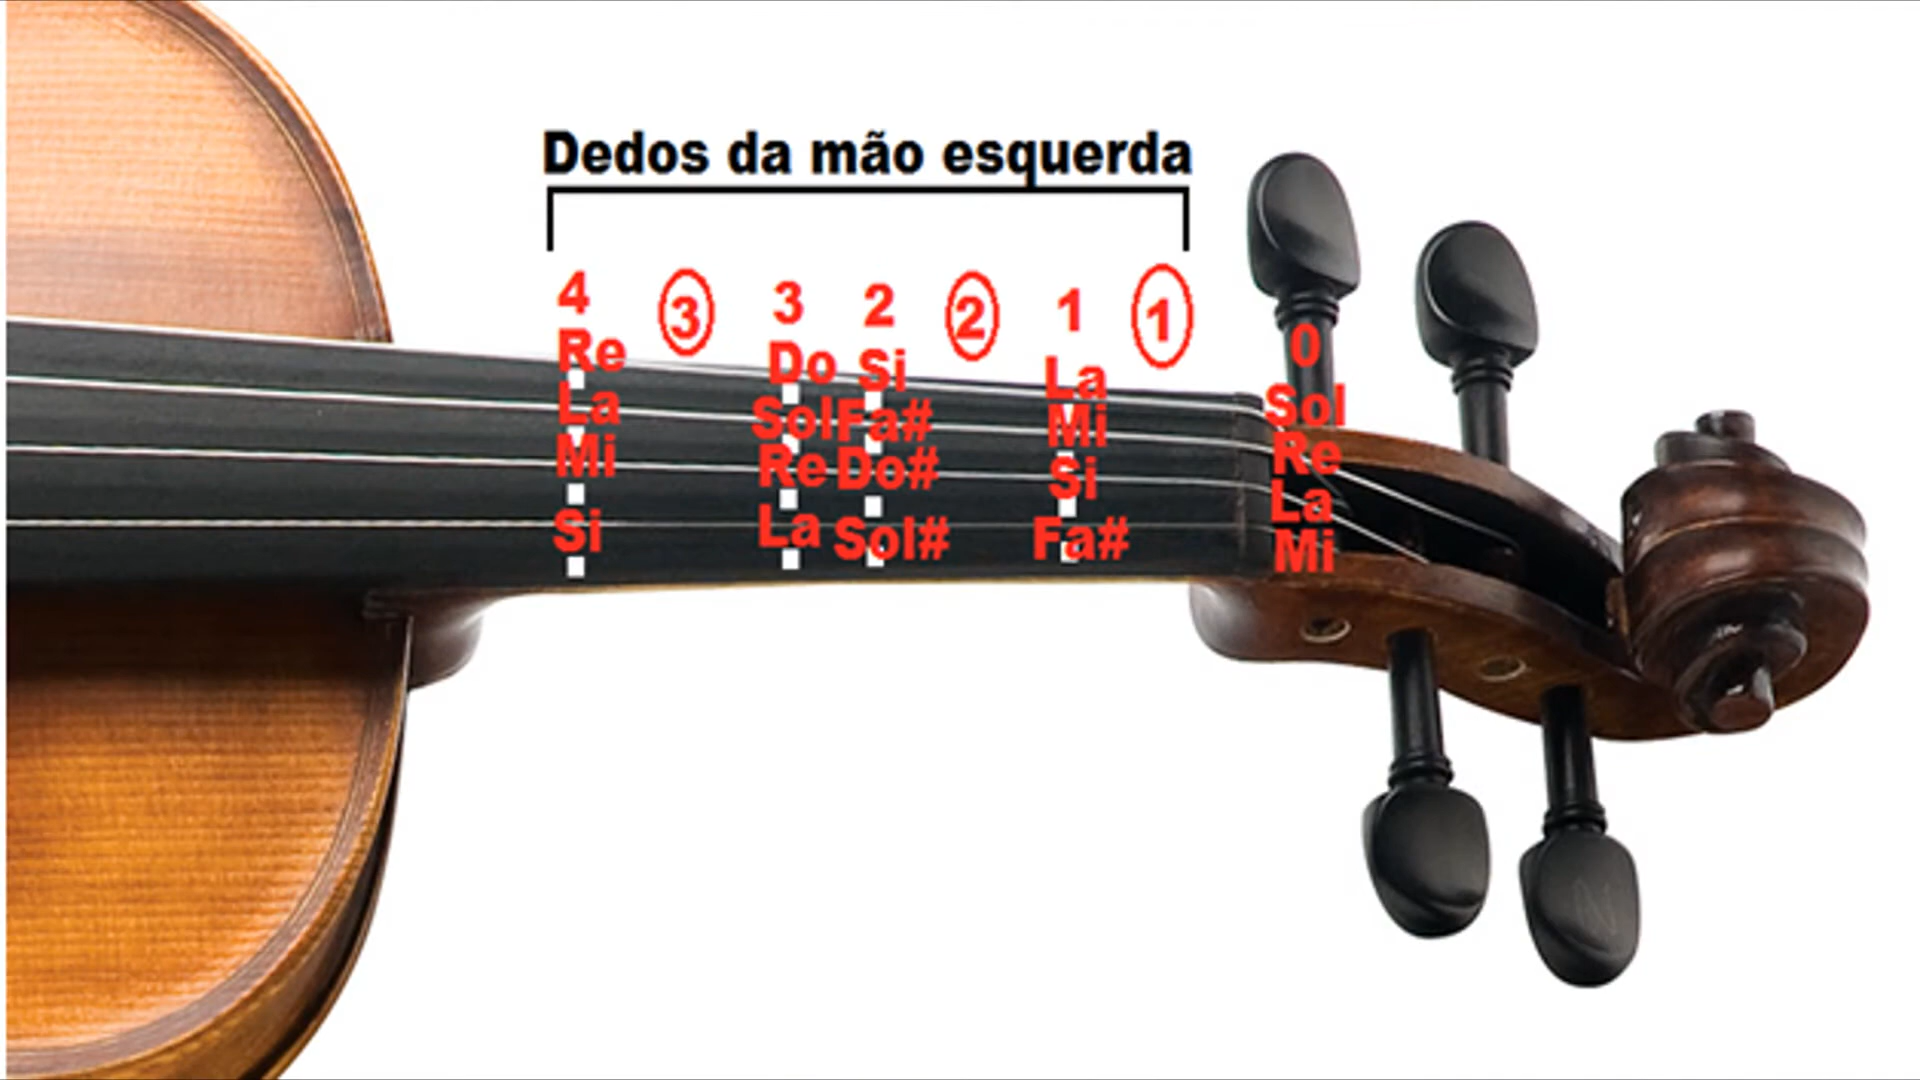 Dedos da mão esquerda
4 3 3 2 2 1 1 0
Re Do Si La Sol
La Sol Fa# Mi Re
Mi Re Do# Si La
Si La Sol# Fa# Mi